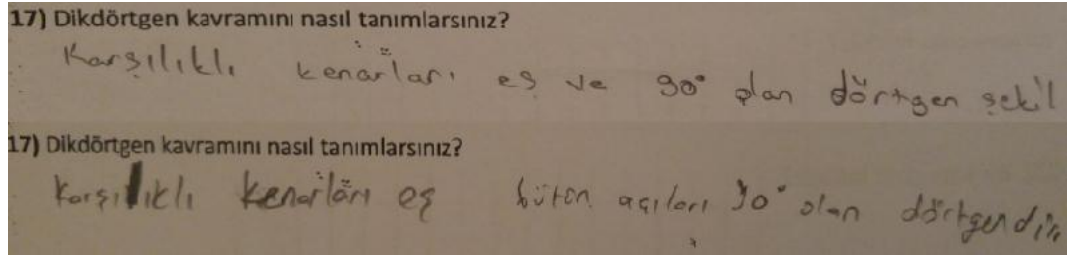 17) Dikdörtgen kavramını nasıl tanımlarsınız?
Karşılıklı kenarları eş ve 90° olan dörtgen şekil
17) Dikdörtgen kavramını nasıl tanımlarsınız?
Karşılıklı kenarları eş bütün açıları 90° olan dörtgendir.